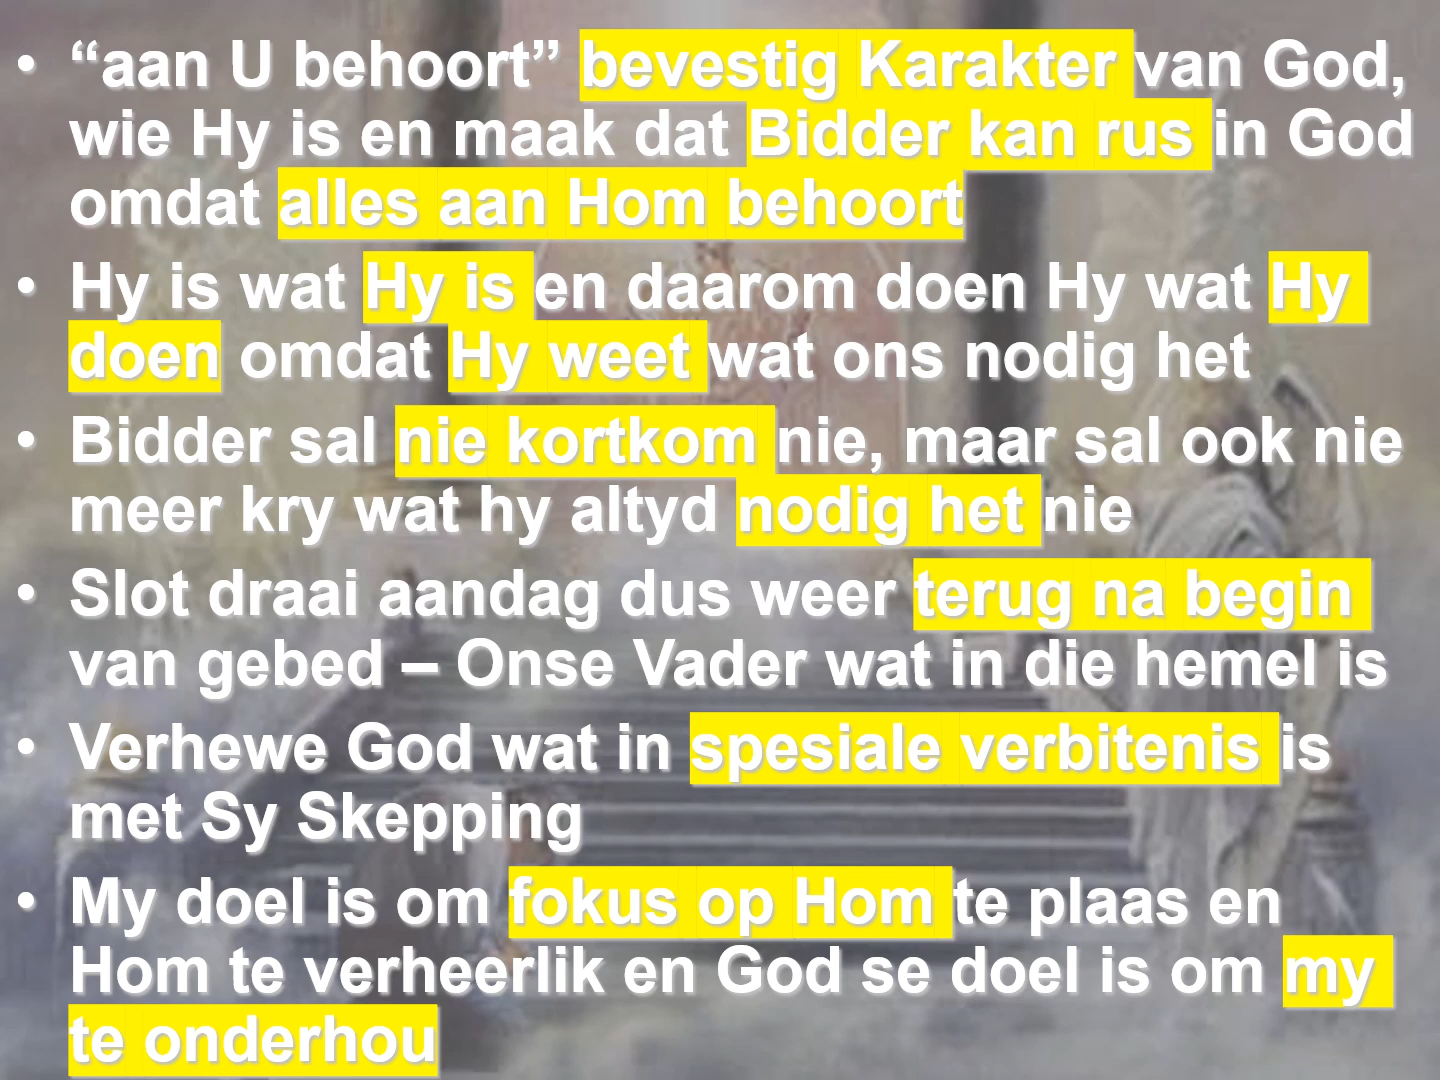 • “aan U behoort” bevestig Karakter van God,
wie Hy is en maak dat Bidder kan rus in God
omdat alles aan Hom behoort
• Hy is wat Hy is en daarom doen Hy wat Hy
doen omdat Hy weet wat ons nodig het
• Bidder sal nie kortkom nie, maar sal ook nie
meer kry wat hy altyd nodig het nie
• Slot draai aandag dus weer terug na begin
van gebed – Onse Vader wat in die hemel is
• Verhewe God wat in spesiale verbitenis is
met Sy Skepping
• My doel is om fokus op Hom te plaas en
Hom te verheerlik en God se doel is om my
te onderhou